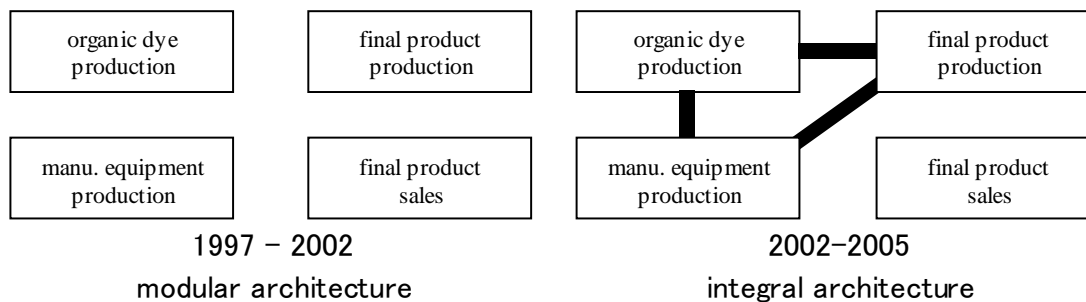 organic dye
production
final product
production
manu. equipment
production
final product
sales
1997 - 2002
modular architecture
organic dye
production
final product
production
manu. equipment
production
final product
sales
2002-2005
integral architecture